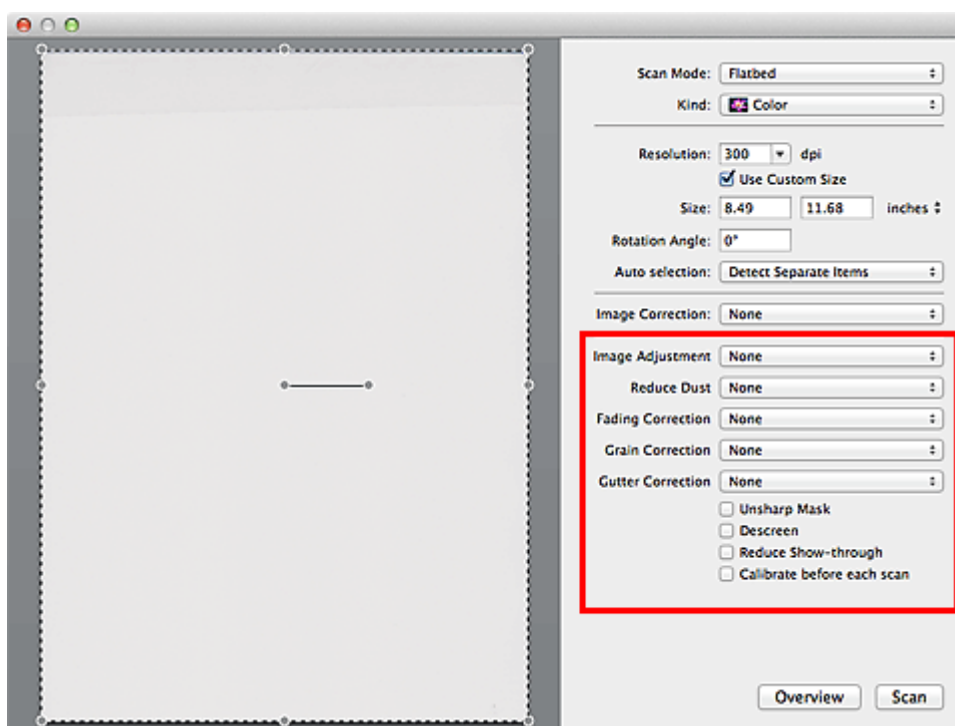 Scan Mode: Flatbed
Kind: Color
Resolution: 300 dpi
Use Custom Size
Size: 8.49 11.68 inches
Rotation Angle: 0°
Auto selection: Detect Separate Items
Image Correction: None
Image Adjustment None
Reduce Dust None
Fading Correction None
Grain Correction None
Gutter Correction None
Unsharp Mask
Descreen
Reduce Show-through
Calibrate before each scan
Overview Scan